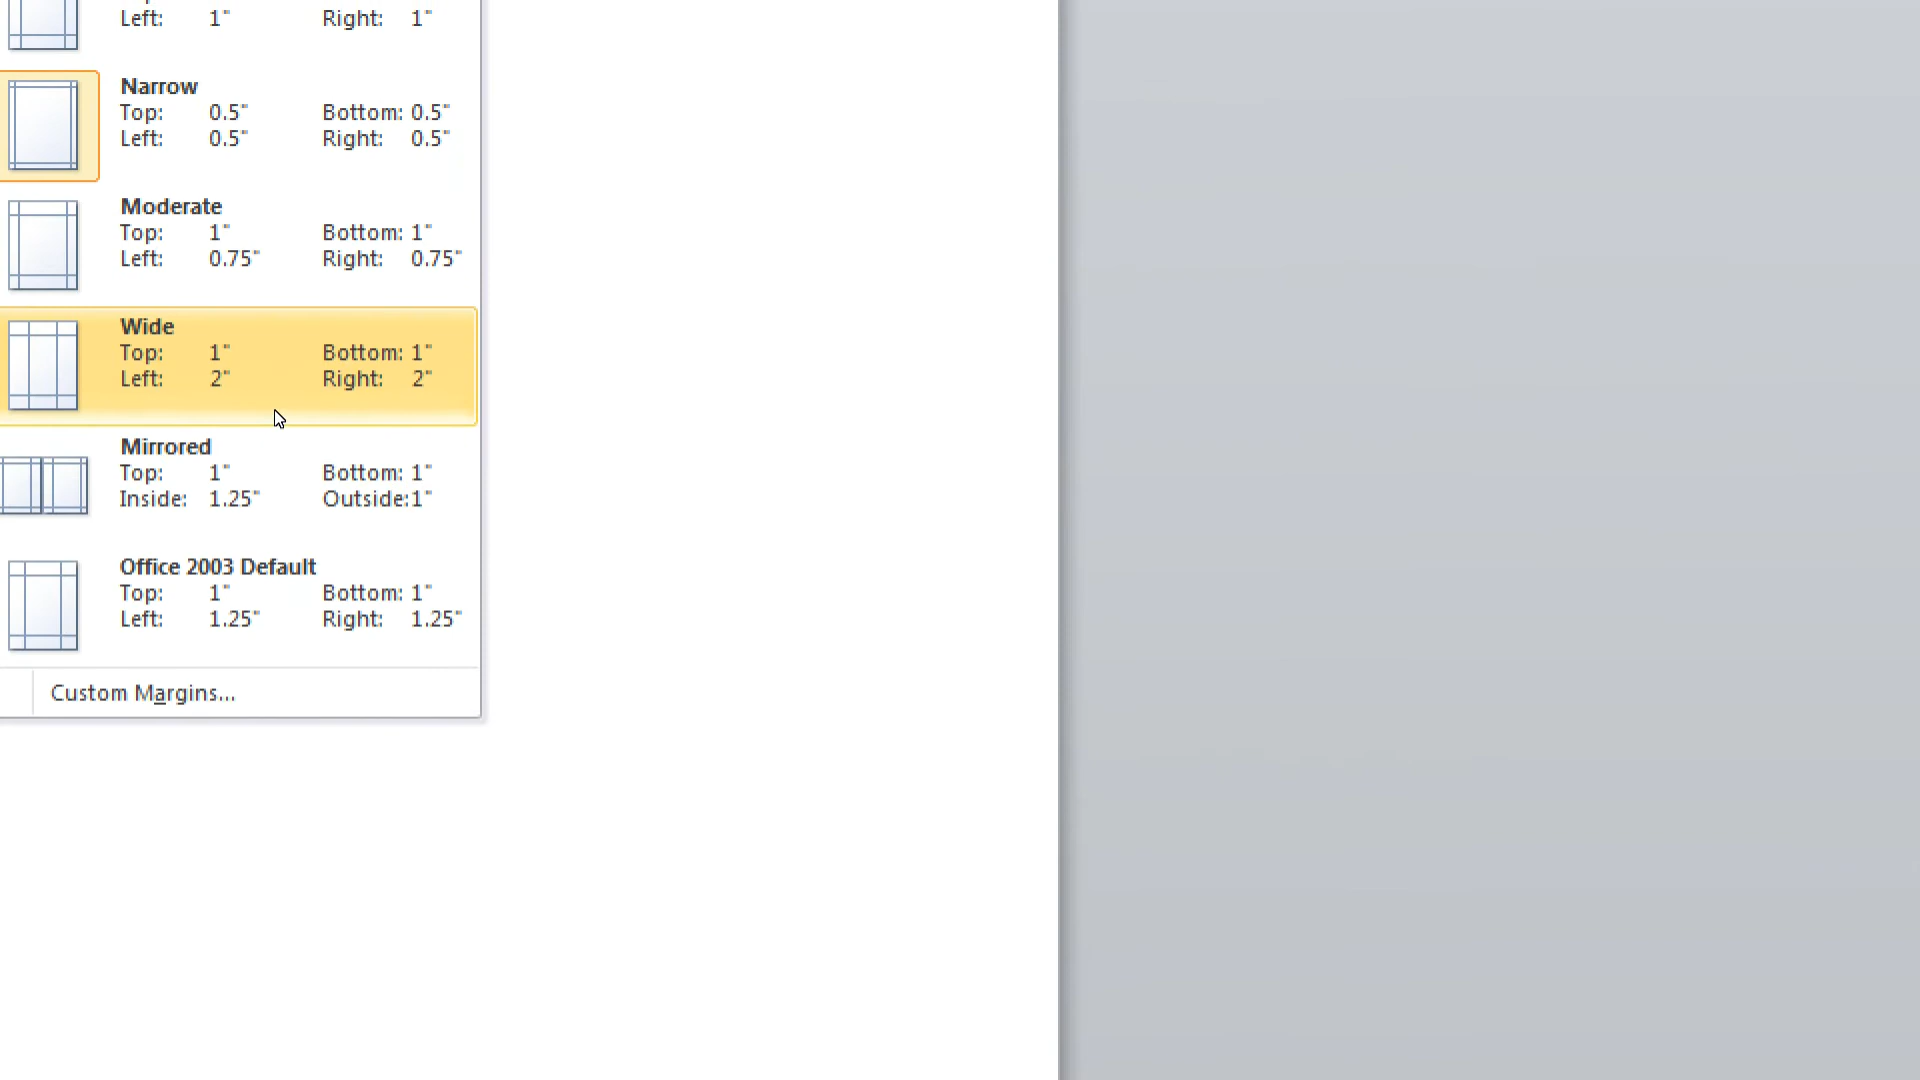 Left: 1" Right: 1"
Narrow
Top: 0.5" Bottom: 0.5"
Left: 0.5" Right: 0.5"
Moderate
Top: 1" Bottom: 1"
Left: 0.75" Right: 0.75"
Wide
Top: 1" Bottom: 1"
Left: 2" Right: 2"
Mirrored
Top: 1" Bottom: 1"
Inside: 1.25" Outside: 1"
Office 2003 Default
Top: 1" Bottom: 1"
Left: 1.25" Right: 1.25"
Custom Margins...